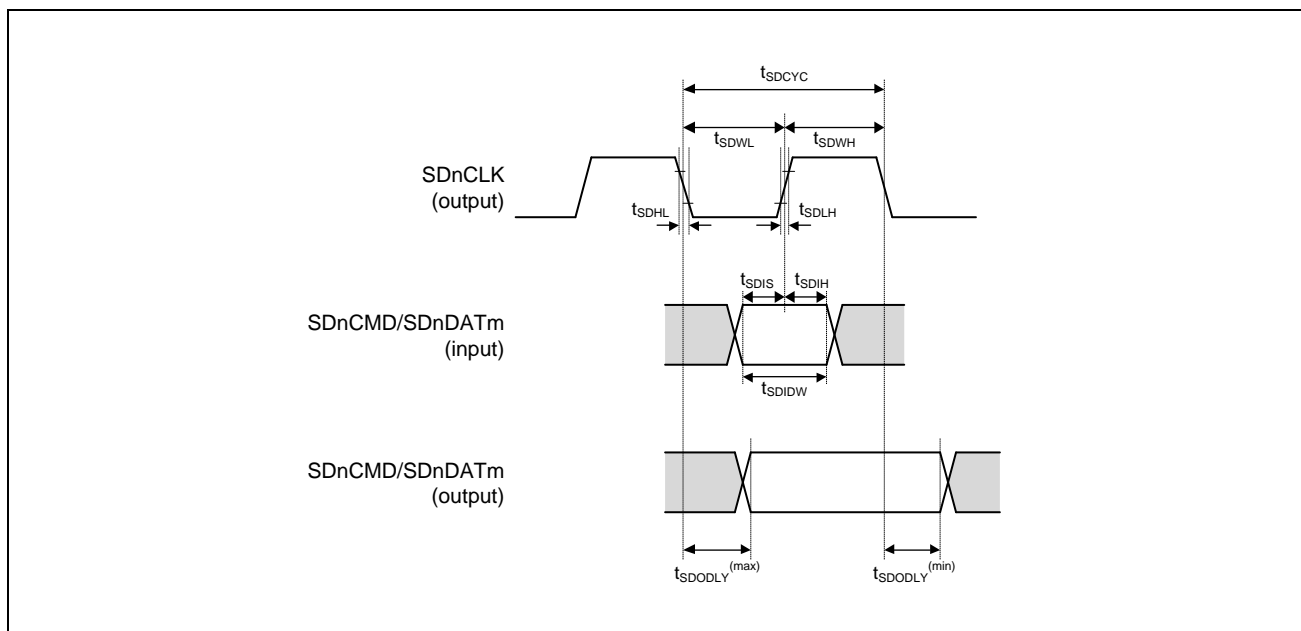 tSDCYC
tSDWL
tSDWH
SDnCLK
(output)
tSDHL
tSDLH
tSDIS
tSDIH
SDnCMD/SDnDATm
(input)
tSDIDW
SDnCMD/SDnDATm
(output)
tSDODLY(max)
tSDODLY(min)